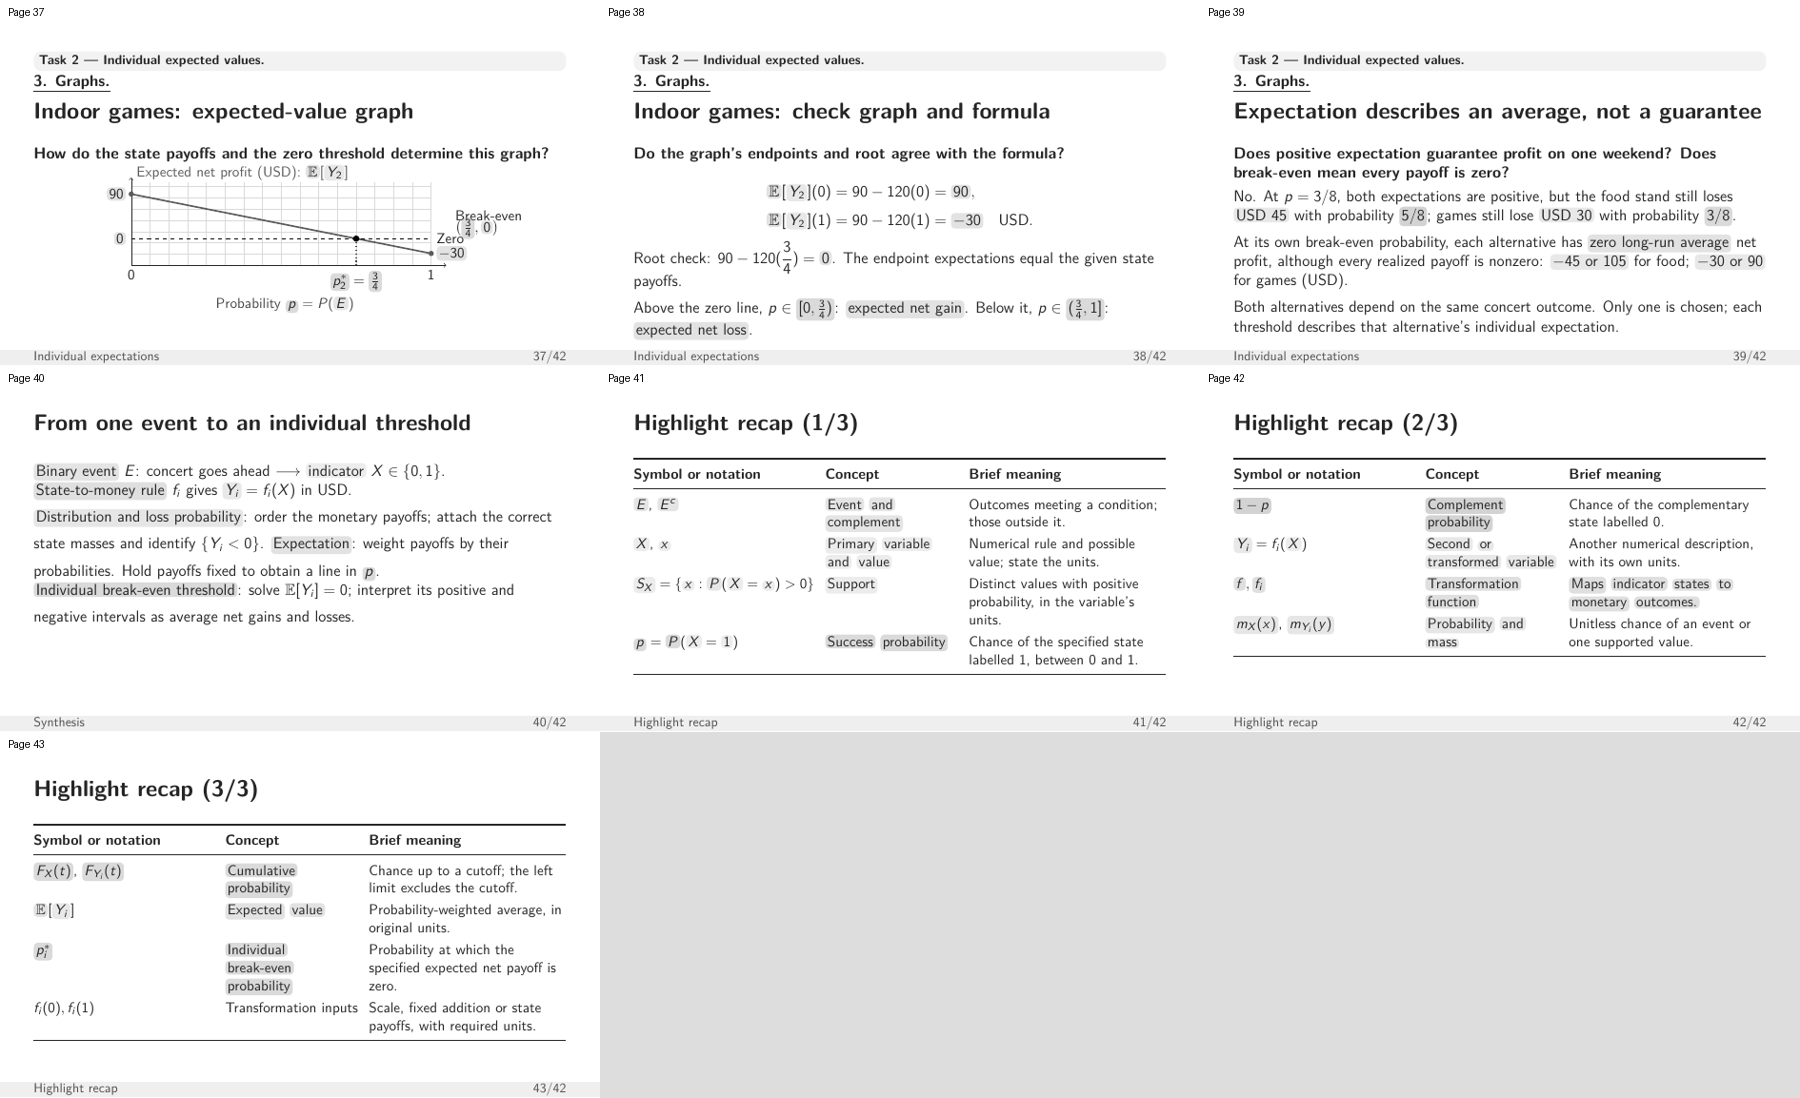 Page 37
Task 2 — Individual expected values.
3. Graphs.
Indoor games: expected-value graph
How do the state payoffs and the zero threshold determine this graph?
Expected net profit (USD): 𝔼[Y₂]
90
Break-even
(3/4, 0)
0
Zero
−30
0
1
p₂* = 3/4
Probability p = P(E)
Individual expectations
37/42
Page 38
Task 2 — Individual expected values.
3. Graphs.
Indoor games: check graph and formula
Do the graph's endpoints and root agree with the formula?
𝔼[Y₂](0) = 90 − 120(0) = 90,
𝔼[Y₂](1) = 90 − 120(1) = −30 USD.
Root check: 90 − 120(3/4) = 0. The endpoint expectations equal the given state
payoffs.
Above the zero line, p ∈ [0, 3/4): expected net gain. Below it, p ∈ (3/4, 1]:
expected net loss.
Individual expectations
38/42
Page 39
Task 2 — Individual expected values.
3. Graphs.
Expectation describes an average, not a guarantee
Does positive expectation guarantee profit on one weekend? Does
break-even mean every payoff is zero?
No. At p = 3/8, both expectations are positive, but the food stand still loses
USD 45 with probability 5/8; games still lose USD 30 with probability 3/8.
At its own break-even probability, each alternative has zero long-run average net
profit, although every realized payoff is nonzero: −45 or 105 for food; −30 or 90
for games (USD).
Both alternatives depend on the same concert outcome. Only one is chosen; each
threshold describes that alternative's individual expectation.
Individual expectations
39/42
Page 40
From one event to an individual threshold
Binary event E: concert goes ahead ⟶ indicator X ∈ {0, 1}.
State-to-money rule fᵢ gives Yᵢ = fᵢ(X) in USD.
Distribution and loss probability: order the monetary payoffs; attach the correct
state masses and identify {Yᵢ < 0}. Expectation: weight payoffs by their
probabilities. Hold payoffs fixed to obtain a line in p.
Individual break-even threshold: solve 𝔼[Yᵢ] = 0; interpret its positive and
negative intervals as average net gains and losses.
Synthesis
40/42
Page 41
Highlight recap (1/3)
Symbol or notation Concept Brief meaning
E, Eᶜ Event and Outcomes meeting a condition;
complement those outside it.
X, x Primary variable Numerical rule and possible
and value value; state the units.
S_X = {x : P(X = x) > 0} Support Distinct values with positive
probability, in the variable's
units.
p = P(X = 1) Success probability Chance of the specified state
labelled 1, between 0 and 1.
Highlight recap
41/42
Page 42
Highlight recap (2/3)
Symbol or notation Concept Brief meaning
1 − p Complement Chance of the complementary
probability state labelled 0.
Yᵢ = fᵢ(X) Second or Another numerical description,
transformed variable with its own units.
f, fᵢ Transformation Maps indicator states to
function monetary outcomes.
m_X(x), m_Yᵢ(y) Probability and Unitless chance of an event or
mass one supported value.
Highlight recap
42/42
Page 43
Highlight recap (3/3)
Symbol or notation Concept Brief meaning
F_X(t), F_Yᵢ(t) Cumulative Chance up to a cutoff; the left
probability limit excludes the cutoff.
𝔼[Yᵢ] Expected value Probability-weighted average, in
original units.
pᵢ* Individual Probability at which the
break-even specified expected net payoff is
probability zero.
fᵢ(0), fᵢ(1) Transformation inputs Scale, fixed addition or state
payoffs, with required units.
Highlight recap
43/42